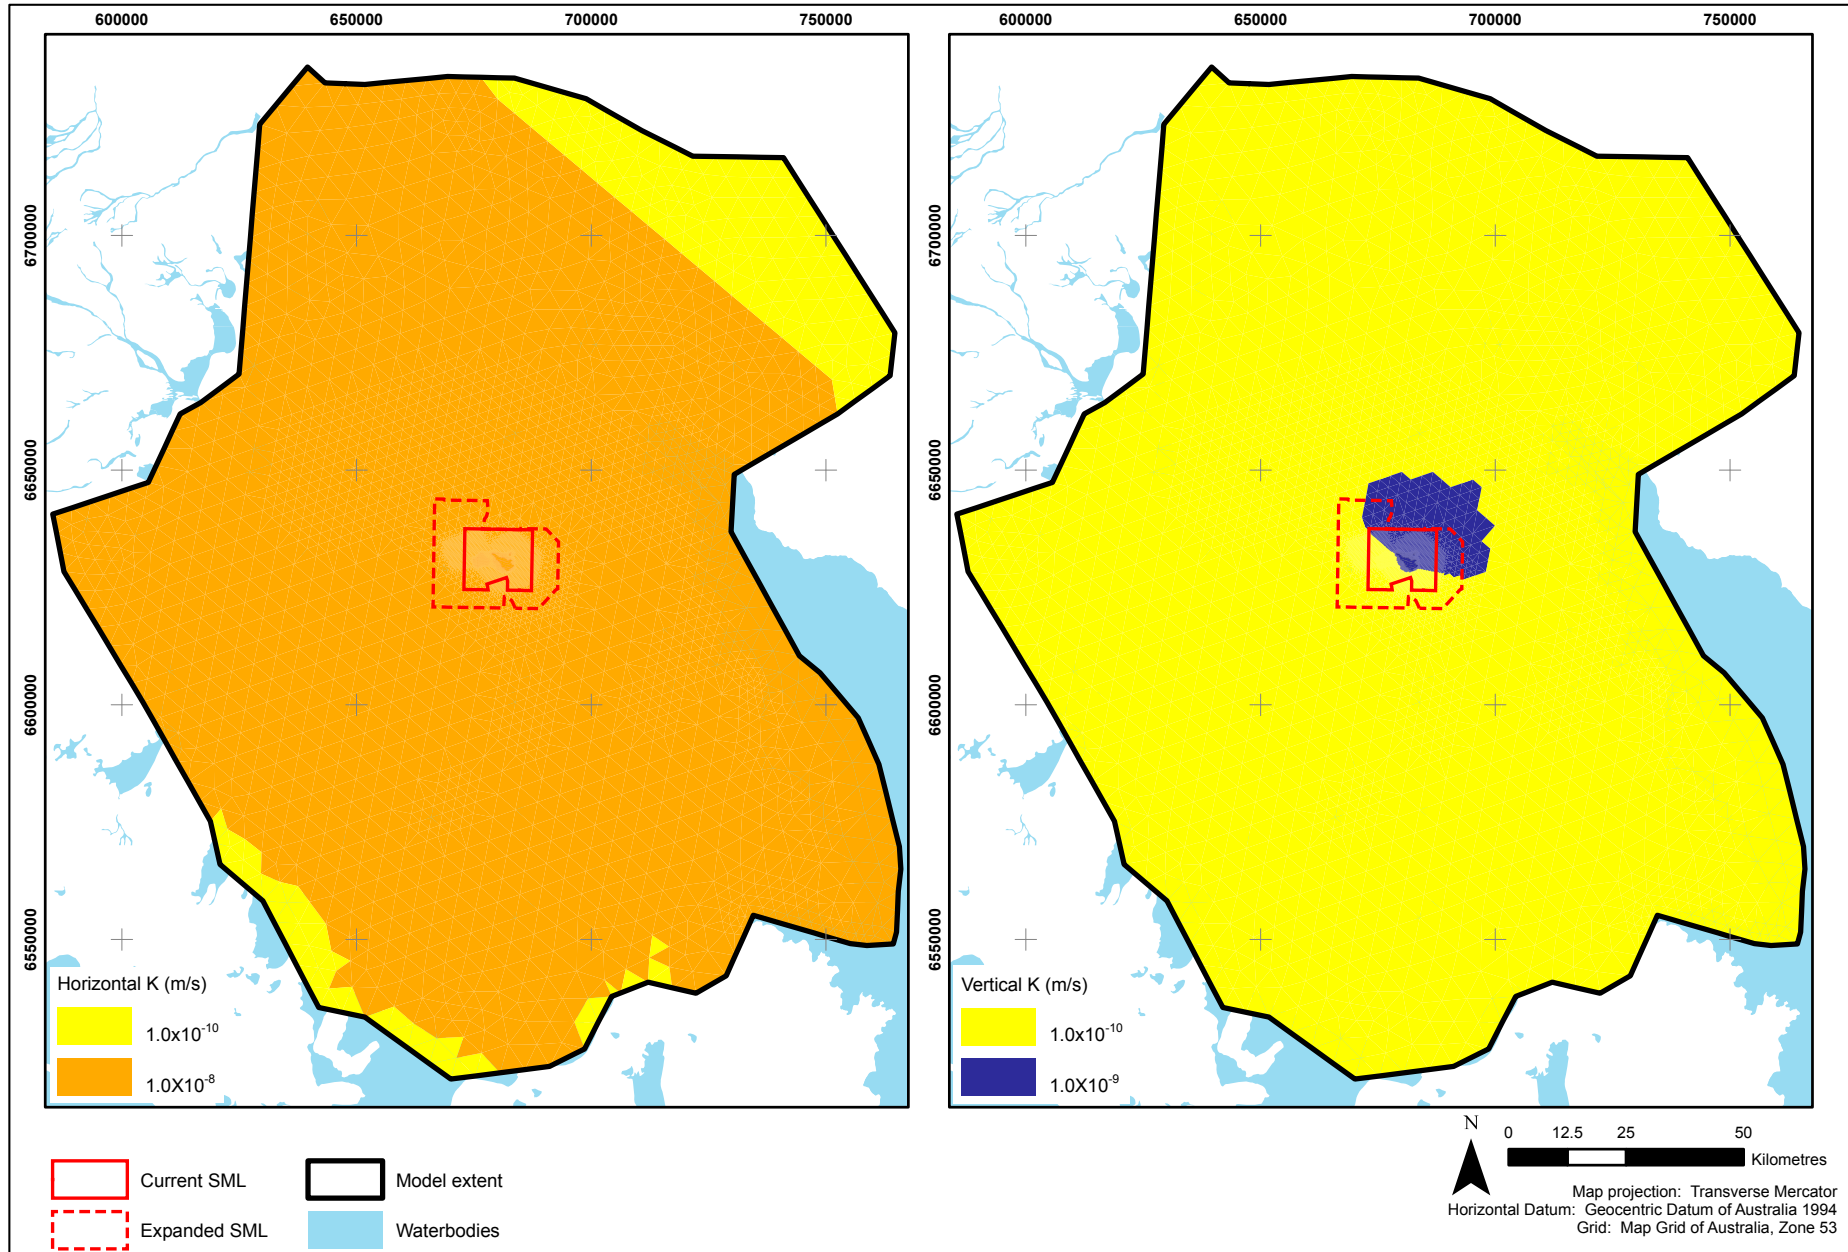 600000 650000 700000 750000
600000 650000 700000 750000
6700000
6650000
6600000
6550000
6700000
6650000
6600000
6550000
Horizontal K (m/s)
1.0x10⁻¹⁰
1.0X10⁻⁸
Vertical K (m/s)
1.0x10⁻¹⁰
1.0X10⁻⁹
Current SML
Model extent
Expanded SML
Waterbodies
N
0 12.5 25 50
Kilometres
Map projection: Transverse Mercator
Horizontal Datum: Geocentric Datum of Australia 1994
Grid: Map Grid of Australia, Zone 53